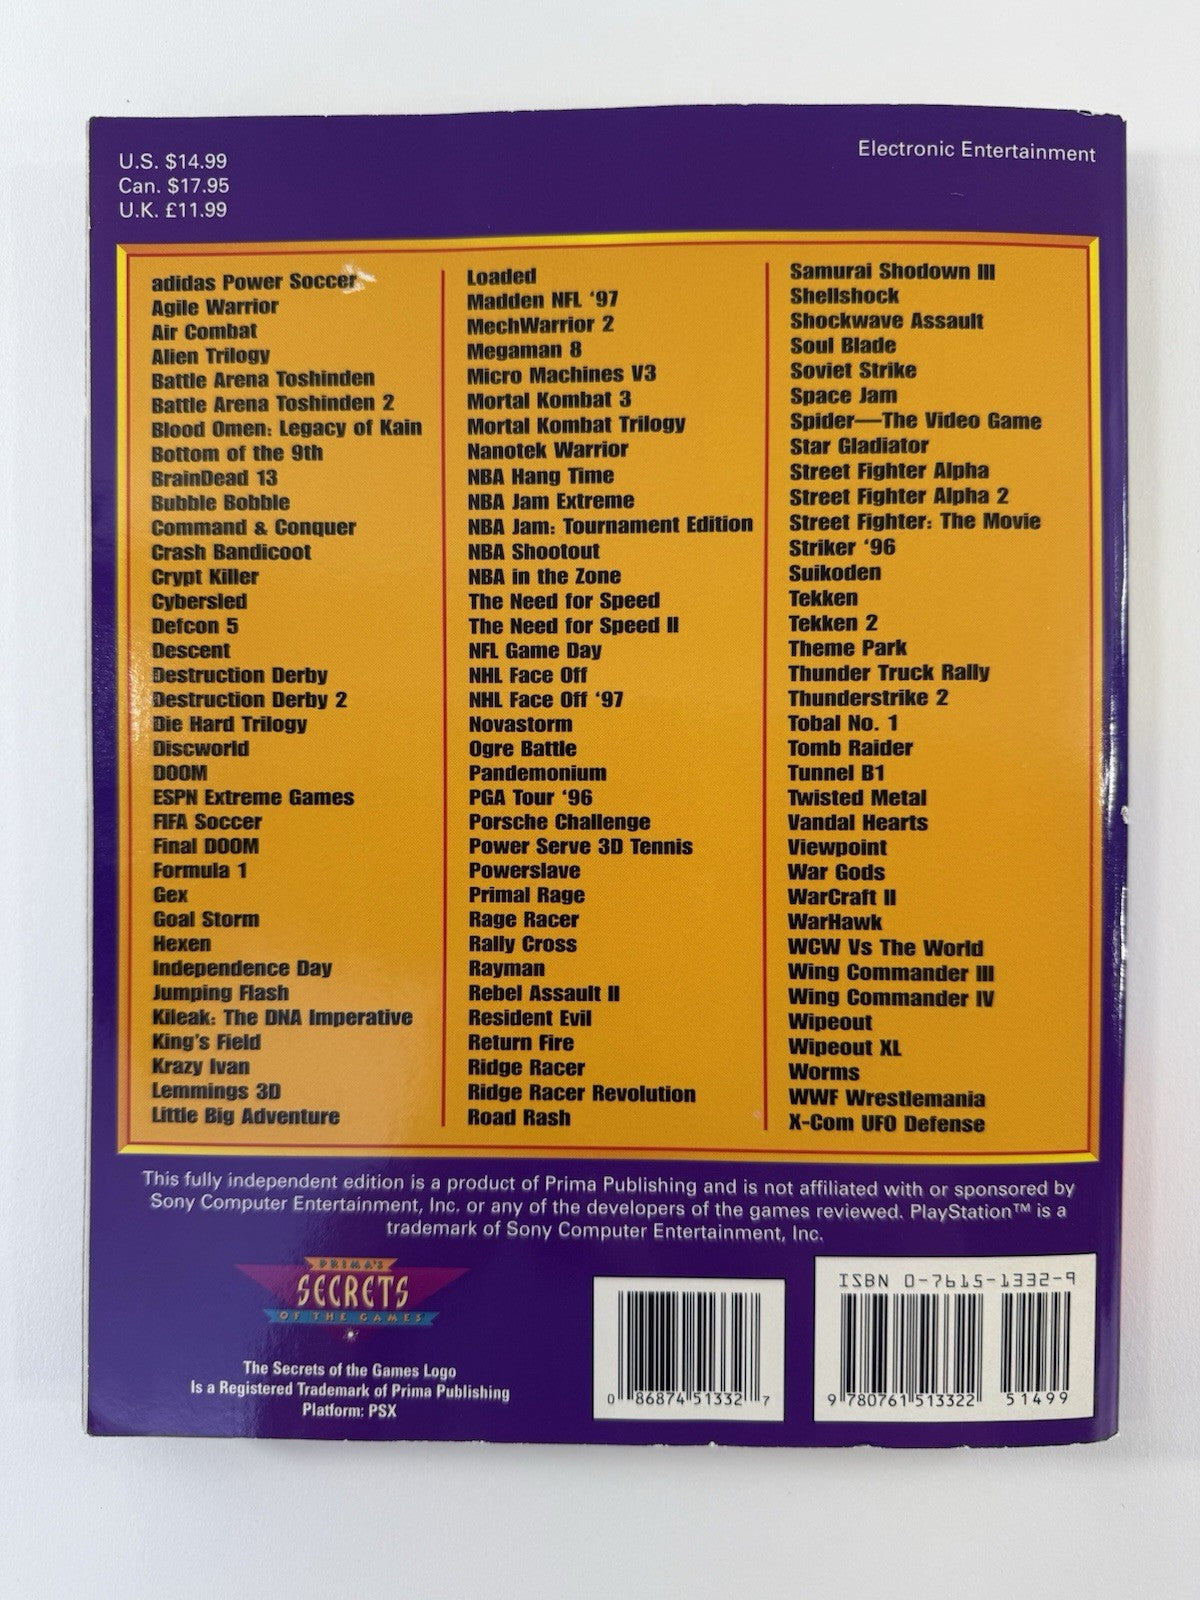 U.S. $14.99
Can. $17.95
U.K. £11.99
Electronic Entertainment
adidas Power Soccer
Agile Warrior
Air Combat
Alien Trilogy
Battle Arena Toshinden
Battle Arena Toshinden 2
Blood Omen: Legacy of Kain
Bottom of the 9th
BrainDead 13
Bubble Bobble
Command & Conquer
Crash Bandicoot
Crypt Killer
Cybersled
Defcon 5
Descent
Destruction Derby
Destruction Derby 2
Die Hard Trilogy
Discworld
DOOM
ESPN Extreme Games
FIFA Soccer
Final DOOM
Formula 1
Gex
Goal Storm
Hexen
Independence Day
Jumping Flash
Kileak: The DNA Imperative
King's Field
Krazy Ivan
Lemmings 3D
Little Big Adventure
Loaded
Madden NFL ‘97
MechWarrior 2
Megaman 8
Micro Machines V3
Mortal Kombat 3
Mortal Kombat Trilogy
Nanotek Warrior
NBA Hang Time
NBA Jam Extreme
NBA Jam: Tournament Edition
NBA Shootout
NBA in the Zone
The Need for Speed
The Need for Speed II
NFL Game Day
NHL Face Off
NHL Face Off ‘97
Novastorm
Ogre Battle
Pandemonium
PGA Tour ‘96
Porsche Challenge
Power Serve 3D Tennis
Powerslave
Primal Rage
Rage Racer
Rally Cross
Rayman
Rebel Assault II
Resident Evil
Return Fire
Ridge Racer
Ridge Racer Revolution
Road Rash
Samurai Shodown III
Shellshock
Shockwave Assault
Soul Blade
Soviet Strike
Space Jam
Spider—The Video Game
Star Gladiator
Street Fighter Alpha
Street Fighter Alpha 2
Street Fighter: The Movie
Striker ‘96
Suikoden
Tekken
Tekken 2
Theme Park
Thunder Truck Rally
Thunderstrike 2
Tobal No. 1
Tomb Raider
Tunnel B1
Twisted Metal
Vandal Hearts
Viewpoint
War Gods
WarCraft II
WarHawk
WCW Vs The World
Wing Commander III
Wing Commander IV
Wipeout
Wipeout XL
Worms
WWF Wrestlemania
X-Com UFO Defense
This fully independent edition is a product of Prima Publishing and is not affiliated with or sponsored by
Sony Computer Entertainment, Inc. or any of the developers of the games reviewed. PlayStation™ is a
trademark of Sony Computer Entertainment, Inc.
PRIMA'S
SECRETS
OF THE GAMES
The Secrets of the Games Logo
Is a Registered Trademark of Prima Publishing
Platform: PSX
0 86874 51332 7
ISBN 0-7615-1332-9
9 780761 513322
51499